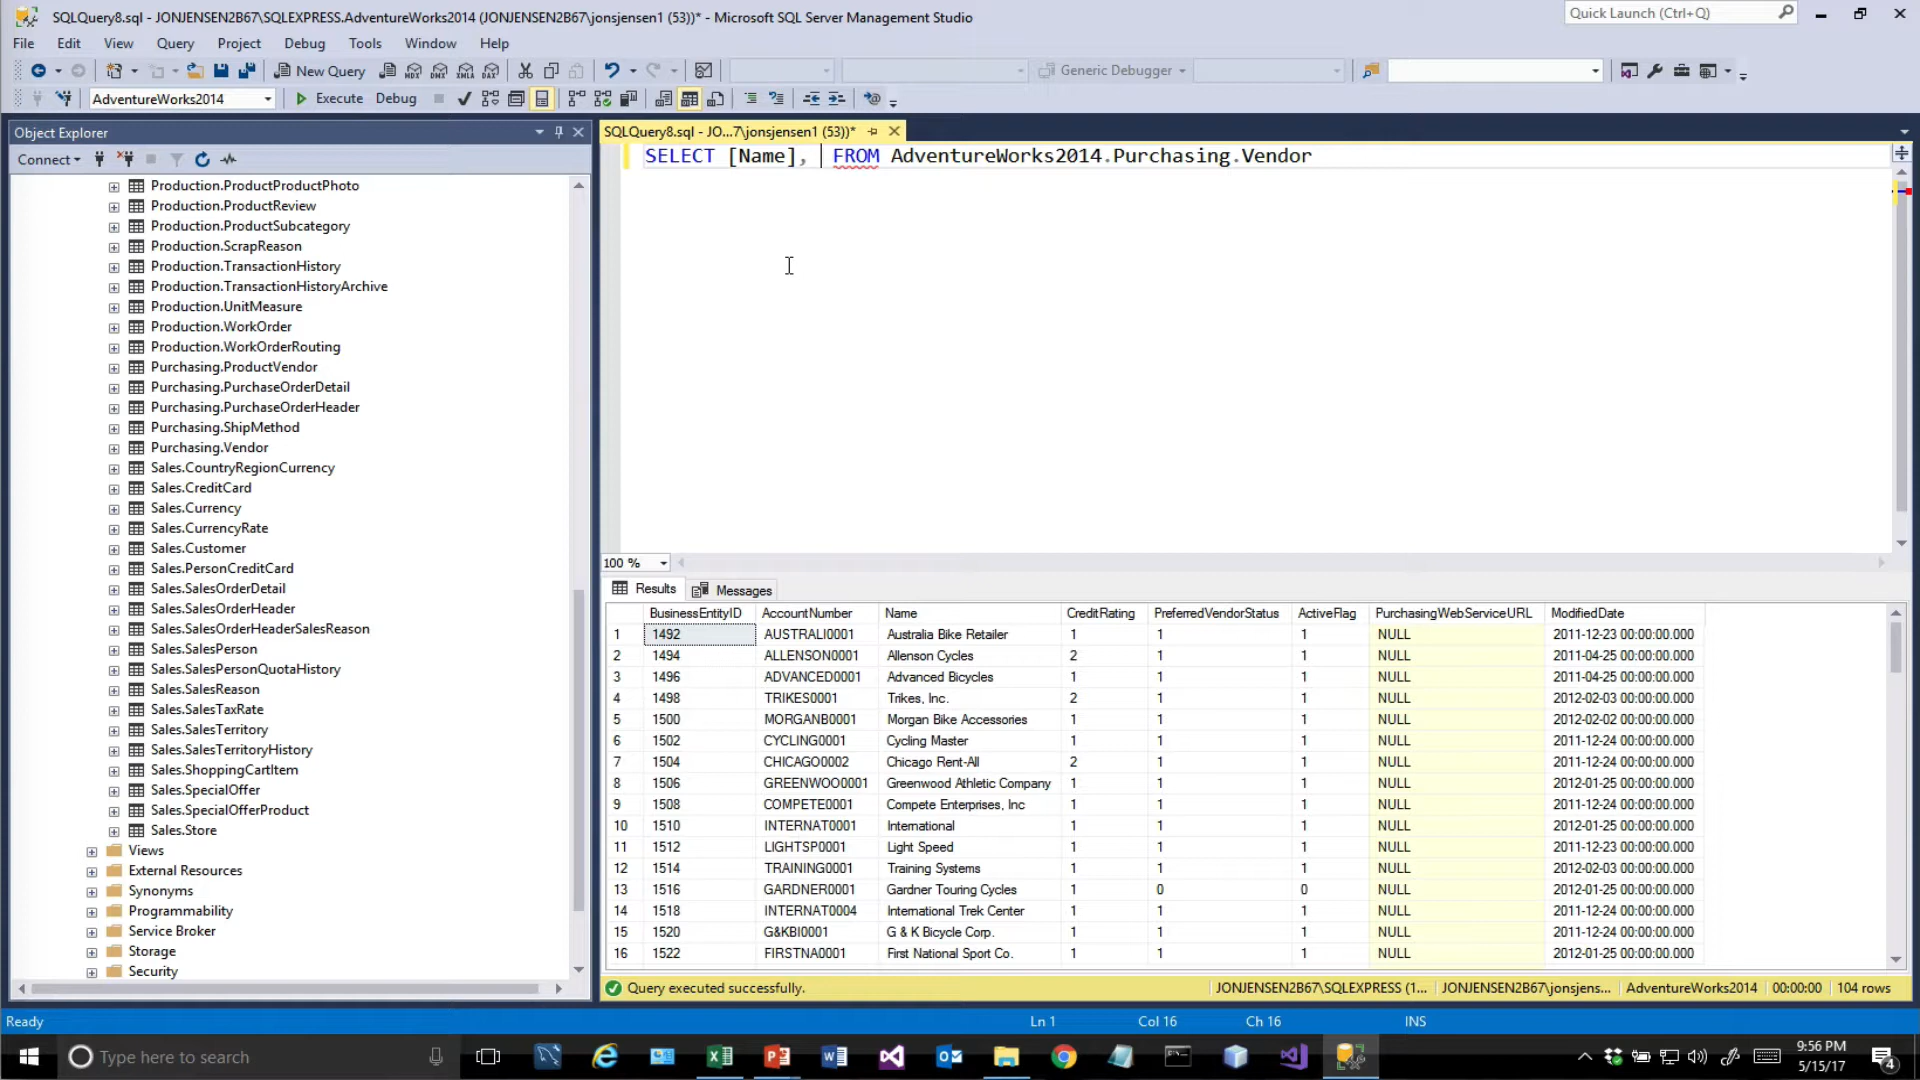 SQLQuery8.sql - JONJENSEN2B67\SQLEXPRESS.AdventureWorks2014 (JONJENSEN2B67\jonsjensen1 (53))* - Microsoft SQL Server Management Studio
Quick Launch (Ctrl+Q)
File Edit View Query Project Debug Tools Window Help
New Query
MDX DMX XMLA DAX
Generic Debugger
AdventureWorks2014
Execute Debug
Object Explorer
Connect
Production.ProductProductPhoto
Production.ProductReview
Production.ProductSubcategory
Production.ScrapReason
Production.TransactionHistory
Production.TransactionHistoryArchive
Production.UnitMeasure
Production.WorkOrder
Production.WorkOrderRouting
Purchasing.ProductVendor
Purchasing.PurchaseOrderDetail
Purchasing.PurchaseOrderHeader
Purchasing.ShipMethod
Purchasing.Vendor
Sales.CountryRegionCurrency
Sales.CreditCard
Sales.Currency
Sales.CurrencyRate
Sales.Customer
Sales.PersonCreditCard
Sales.SalesOrderDetail
Sales.SalesOrderHeader
Sales.SalesOrderHeaderSalesReason
Sales.SalesPerson
Sales.SalesPersonQuotaHistory
Sales.SalesReason
Sales.SalesTaxRate
Sales.SalesTerritory
Sales.SalesTerritoryHistory
Sales.ShoppingCartItem
Sales.SpecialOffer
Sales.SpecialOfferProduct
Sales.Store
Views
External Resources
Synonyms
Programmability
Service Broker
Storage
Security
SQLQuery8.sql - JO...7\jonsjensen1 (53))*
SELECT [Name], FROM AdventureWorks2014.Purchasing.Vendor
100 %
Results Messages
BusinessEntityID AccountNumber Name CreditRating PreferredVendorStatus ActiveFlag PurchasingWebServiceURL ModifiedDate
1 1492 AUSTRALI0001 Australia Bike Retailer 1 1 1 NULL 2011-12-23 00:00:00.000
2 1494 ALLENSON0001 Allenson Cycles 2 1 1 NULL 2011-04-25 00:00:00.000
3 1496 ADVANCED0001 Advanced Bicycles 1 1 1 NULL 2011-04-25 00:00:00.000
4 1498 TRIKES0001 Trikes, Inc. 2 1 1 NULL 2012-02-03 00:00:00.000
5 1500 MORGANB0001 Morgan Bike Accessories 1 1 1 NULL 2012-02-02 00:00:00.000
6 1502 CYCLING0001 Cycling Master 1 1 1 NULL 2011-12-24 00:00:00.000
7 1504 CHICAGO0002 Chicago Rent-All 2 1 1 NULL 2011-12-24 00:00:00.000
8 1506 GREENWOO0001 Greenwood Athletic Company 1 1 1 NULL 2012-01-25 00:00:00.000
9 1508 COMPETE0001 Compete Enterprises, Inc 1 1 1 NULL 2011-12-24 00:00:00.000
10 1510 INTERNAT0001 International 1 1 1 NULL 2012-01-25 00:00:00.000
11 1512 LIGHTSP0001 Light Speed 1 1 1 NULL 2011-12-23 00:00:00.000
12 1514 TRAINING0001 Training Systems 1 1 1 NULL 2012-02-03 00:00:00.000
13 1516 GARDNER0001 Gardner Touring Cycles 1 0 0 NULL 2012-01-25 00:00:00.000
14 1518 INTERNAT0004 International Trek Center 1 1 1 NULL 2011-12-24 00:00:00.000
15 1520 G&KBI0001 G & K Bicycle Corp. 1 1 1 NULL 2011-12-24 00:00:00.000
16 1522 FIRSTNA0001 First National Sport Co. 1 1 1 NULL 2012-01-25 00:00:00.000
Query executed successfully. JONJENSEN2B67\SQLEXPRESS (1... JONJENSEN2B67\jonsjens... AdventureWorks2014 00:00:00 104 rows
Ready Ln 1 Col 16 Ch 16 INS
Type here to search
9:56 PM
5/15/17
4